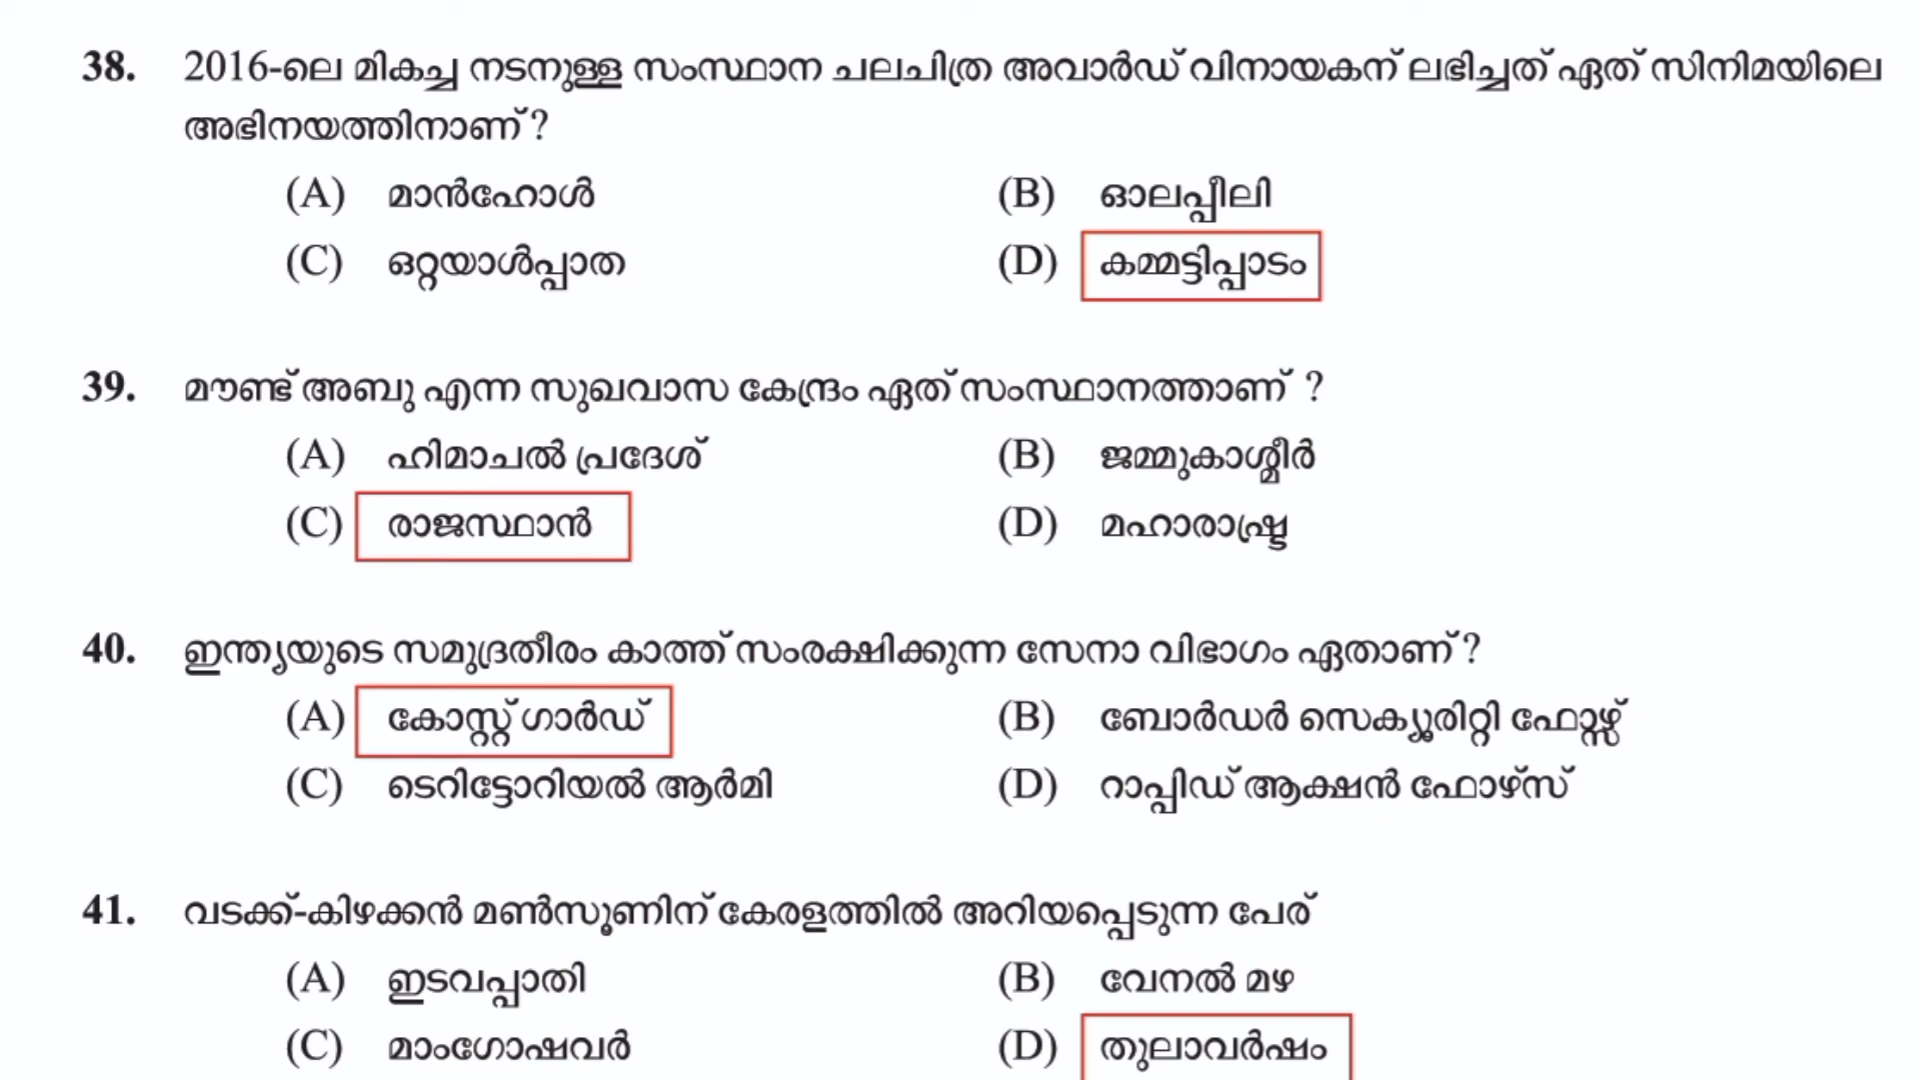 38. 2016-ലെ മികച്ച നടനുള്ള സംസ്ഥാന ചലചിത്ര അവാർഡ് വിനായകന് ലഭിച്ചത് ഏത് സിനിമയിലെ
അഭിനയത്തിനാണ് ?
(A) മാൻഹോൾ (B) ഓലപ്പീലി
(C) ഒറ്റയാൾപ്പാത (D) കമ്മട്ടിപ്പാടം
39. മൗണ്ട് അബു എന്ന സുഖവാസ കേന്ദ്രം ഏത് സംസ്ഥാനത്താണ് ?
(A) ഹിമാചൽ പ്രദേശ് (B) ജമ്മുകാശ്മീർ
(C) രാജസ്ഥാൻ (D) മഹാരാഷ്ട്ര
40. ഇന്ത്യയുടെ സമുദ്രതീരം കാത്ത് സംരക്ഷിക്കുന്ന സേനാ വിഭാഗം ഏതാണ് ?
(A) കോസ്റ്റ് ഗാർഡ് (B) ബോർഡർ സെക്യൂരിറ്റി ഫോഴ്സ്
(C) ടെറിട്ടോറിയൽ ആർമി (D) റാപ്പിഡ് ആക്ഷൻ ഫോഴ്സ്
41. വടക്ക്-കിഴക്കൻ മൺസൂണിന് കേരളത്തിൽ അറിയപ്പെടുന്ന പേര്
(A) ഇടവപ്പാതി (B) വേനൽ മഴ
(C) മാംഗോഷവർ (D) തുലാവർഷം